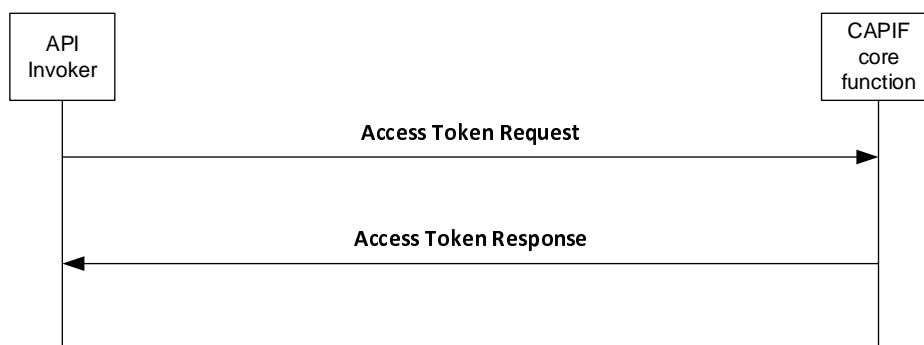 API
Invoker
CAPIF
core
function
Access Token Request
Access Token Response